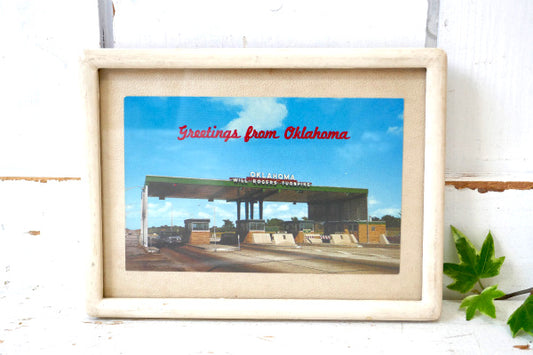 Greetings from Oklahoma
OKLAHOMA
WILL ROGERS TURNPIKE